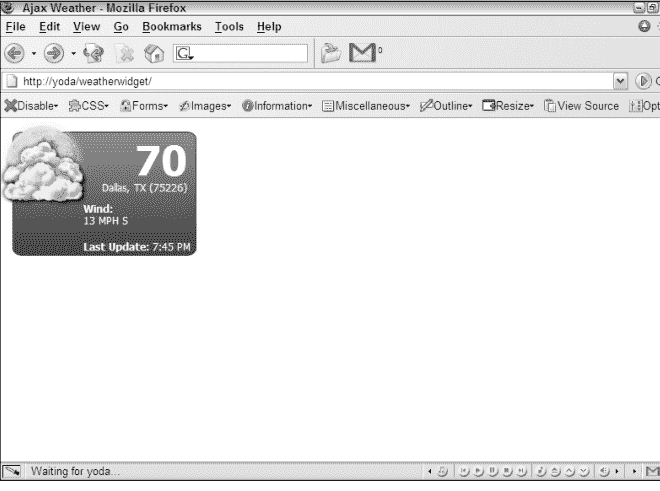 Ajax Weather - Mozilla Firefox
File Edit View Go Bookmarks Tools Help
G 0
http://yoda/weatherwidget/
Disable CSS Forms Images Information Miscellaneous Outline Resize View Source Opt
70
Dallas, TX (75226)
Wind:
13 MPH S
Last Update: 7:45 PM
Waiting for yoda...